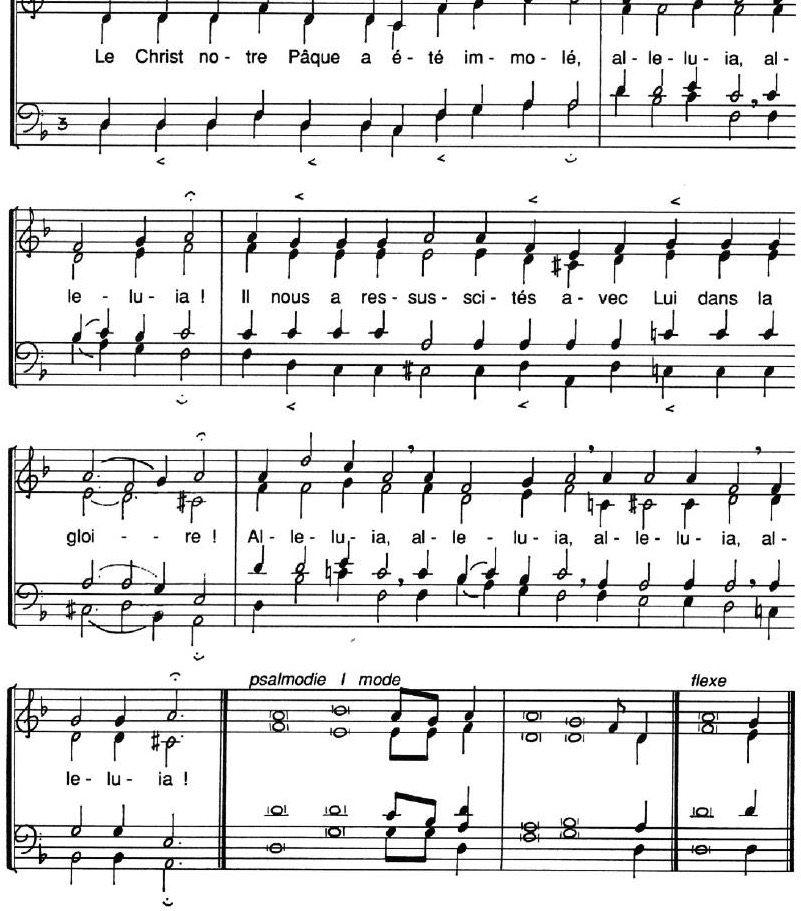 Le Christ no - tre Pâque a é - té im - mo - lé, al - le - lu - ia, al -
3
le - lu - ia ! Il nous a res - sus - sci - tés a - vec Lui dans la
gloi - - re ! Al - le - lu - ia, al - le - lu - ia, al - le - lu - ia, al -
psalmodie I mode flexe
le - lu - ia !